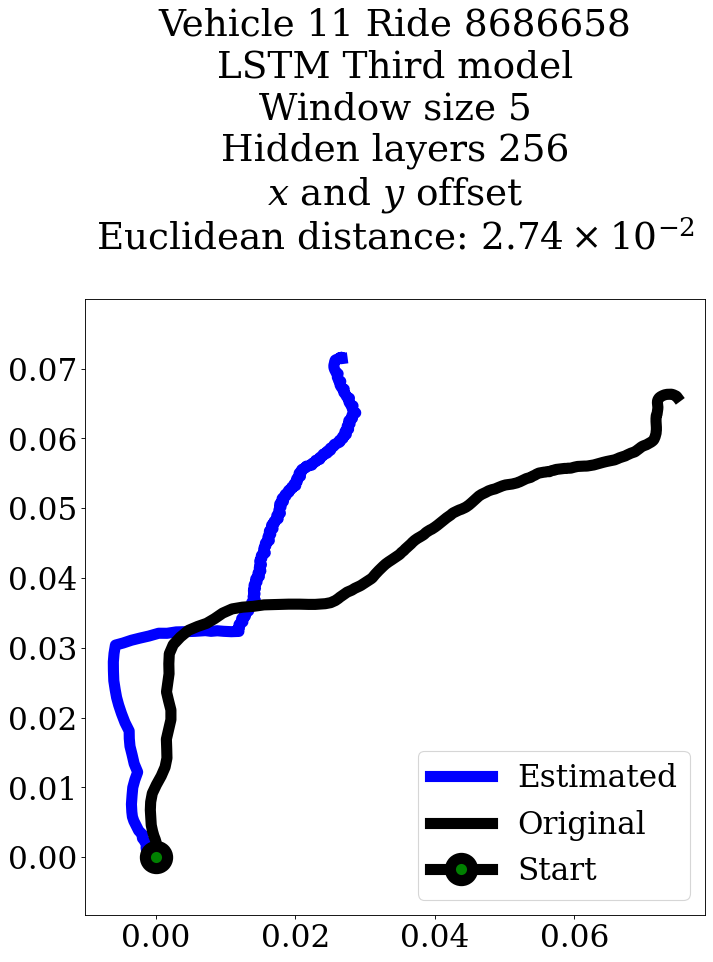 Vehicle 11 Ride 8686658
LSTM Third model
Window size 5
Hidden layers 256
x and y offset
Euclidean distance: 2.74 × 10⁻²
0.07
0.06
0.05
0.04
0.03
0.02
0.01
0.00
Estimated
Original
Start
0.00 0.02 0.04 0.06